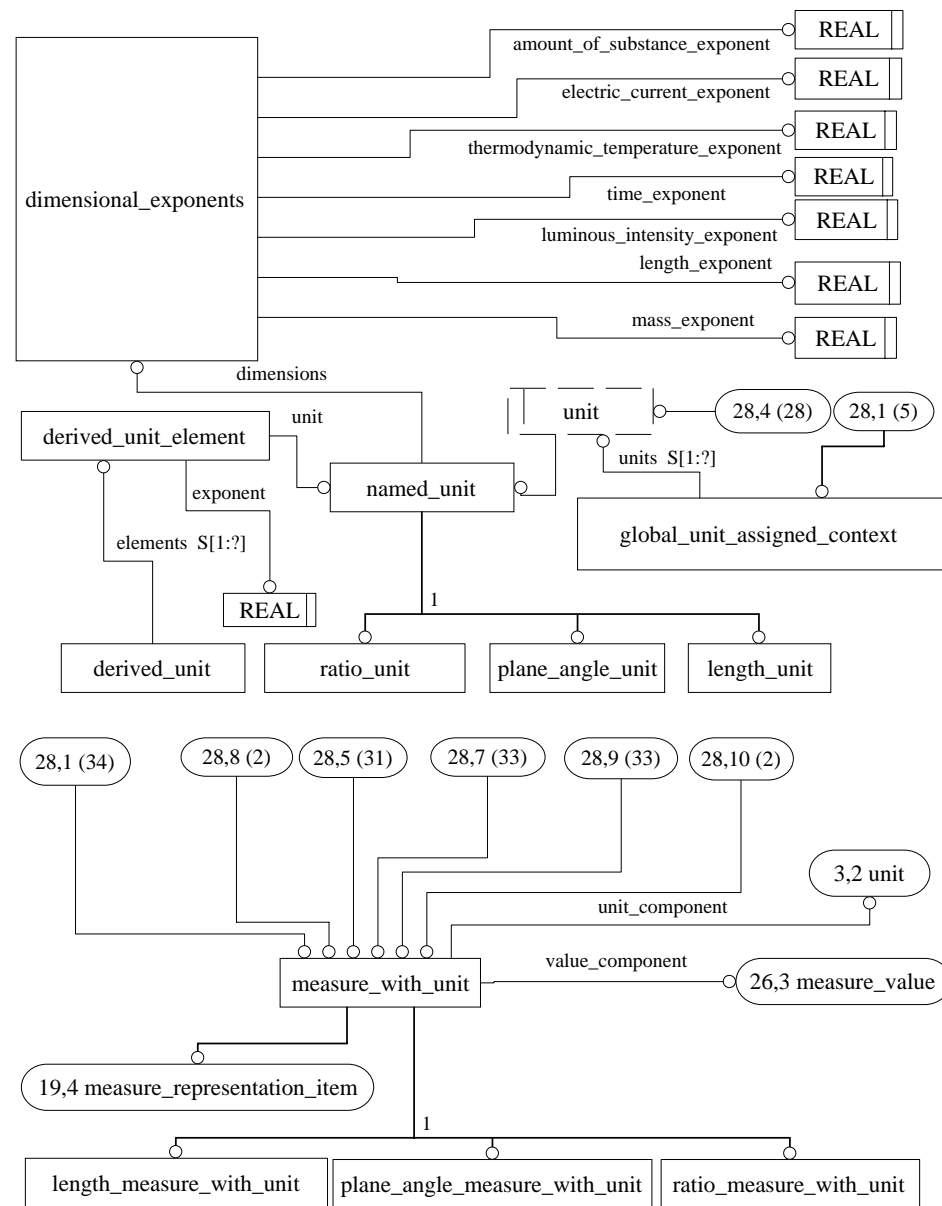 REAL
amount_of_substance_exponent
REAL
electric_current_exponent
REAL
thermodynamic_temperature_exponent
REAL
dimensional_exponents
time_exponent
REAL
luminous_intensity_exponent
length_exponent
REAL
mass_exponent
REAL
dimensions
unit
unit
28,4 (28)
28,1 (5)
derived_unit_element
units S[1:?]
named_unit
exponent
global_unit_assigned_context
elements S[1:?]
REAL
1
derived_unit
ratio_unit
plane_angle_unit
length_unit
28,1 (34)
28,8 (2)
28,5 (31)
28,7 (33)
28,9 (33)
28,10 (2)
3,2 unit
unit_component
value_component
measure_with_unit
26,3 measure_value
19,4 measure_representation_item
1
length_measure_with_unit
plane_angle_measure_with_unit
ratio_measure_with_unit